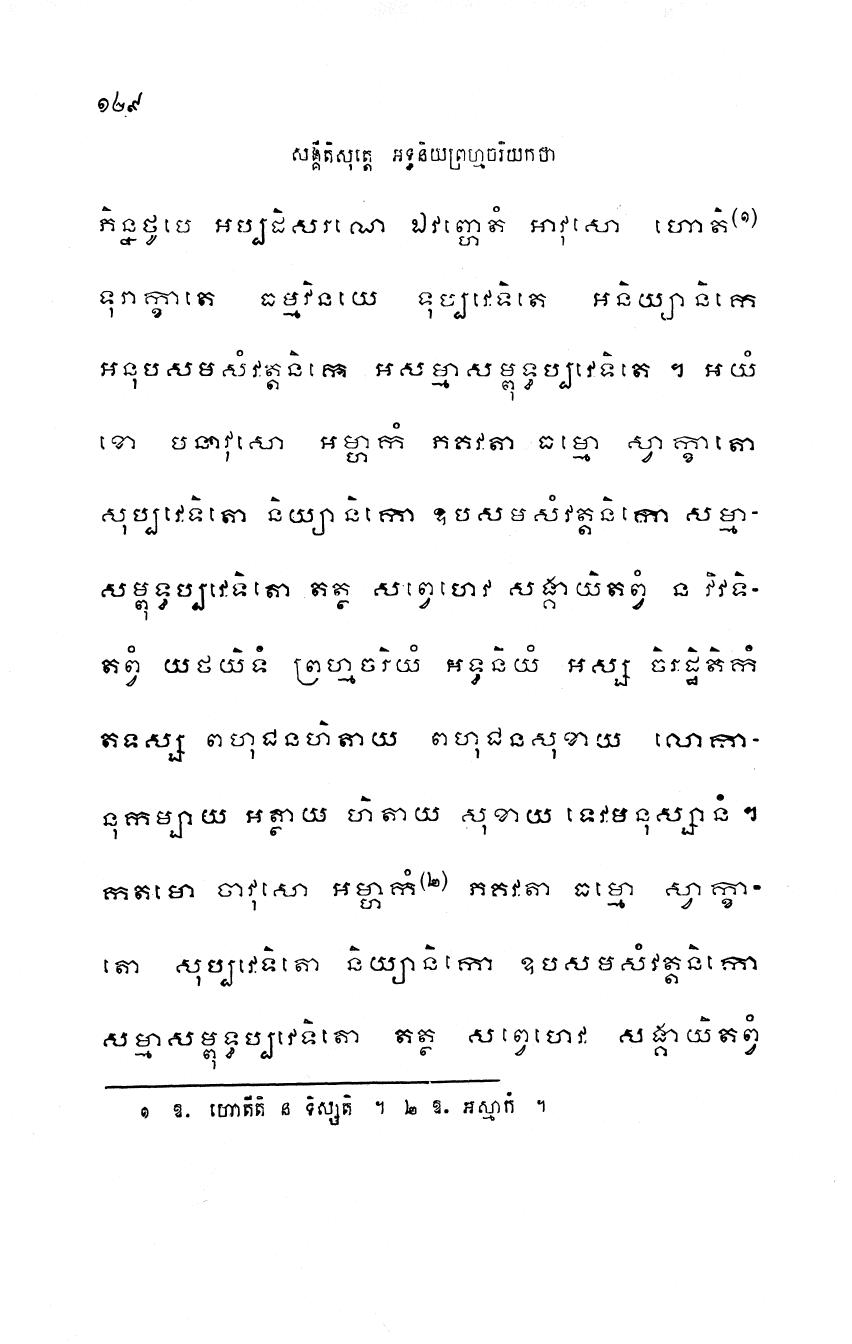 ១២៩
សង្គីតិសុត្តេ អទ្ធនិយព្រហ្មចរិយកថា
ភិន្នថូបេ អប្បដិសរណេ ឯវញ្ហេតំ អាវុសោ ហោតិ(១)
ទុរាក្ខាតេ ធម្មវិនយេ ទុប្បវេទិតេ អនិយ្យានិកេ
អនុបសមសំវត្តនិកេ អសម្មាសម្ពុទ្ធប្បវេទិតេ ។ អយំ
ខោ បនាវុសោ អម្ហាកំ ភគវតា ធម្មោ ស្វាក្ខាតោ
សុប្បវេទិតោ និយ្យានិកោ ឧបសមសំវត្តនិកោ សម្មា-
សម្ពុទ្ធប្បវេទិតោ តត្ថ សព្វេហេវ សង្គាយិតព្វំ ន វិវទិ-
តព្វំ យថយិទំ ព្រហ្មចរិយំ អទ្ធនិយំ អស្ស ចិរដ្ឋិតិកំ
តទស្ស ពហុជនហិតាយ ពហុជនសុខាយ លោកា-
នុកម្បាយ អត្ថាយ ហិតាយ សុខាយ ទេវមនុស្សានំ ។
កតមោ ចាវុសោ អម្ហាកំ(២) ភគវតា ធម្មោ ស្វាក្ខា-
តោ សុប្បវេទិតោ និយ្យានិកោ ឧបសមសំវត្តនិកោ
សម្មាសម្ពុទ្ធប្បវេទិតោ តត្ថ សព្វេហេវ សង្គាយិតព្វំ
១ ឱ. ហោតីតិ ន ទិស្សតិ ។ ២ ឱ. អស្មាកំ ។